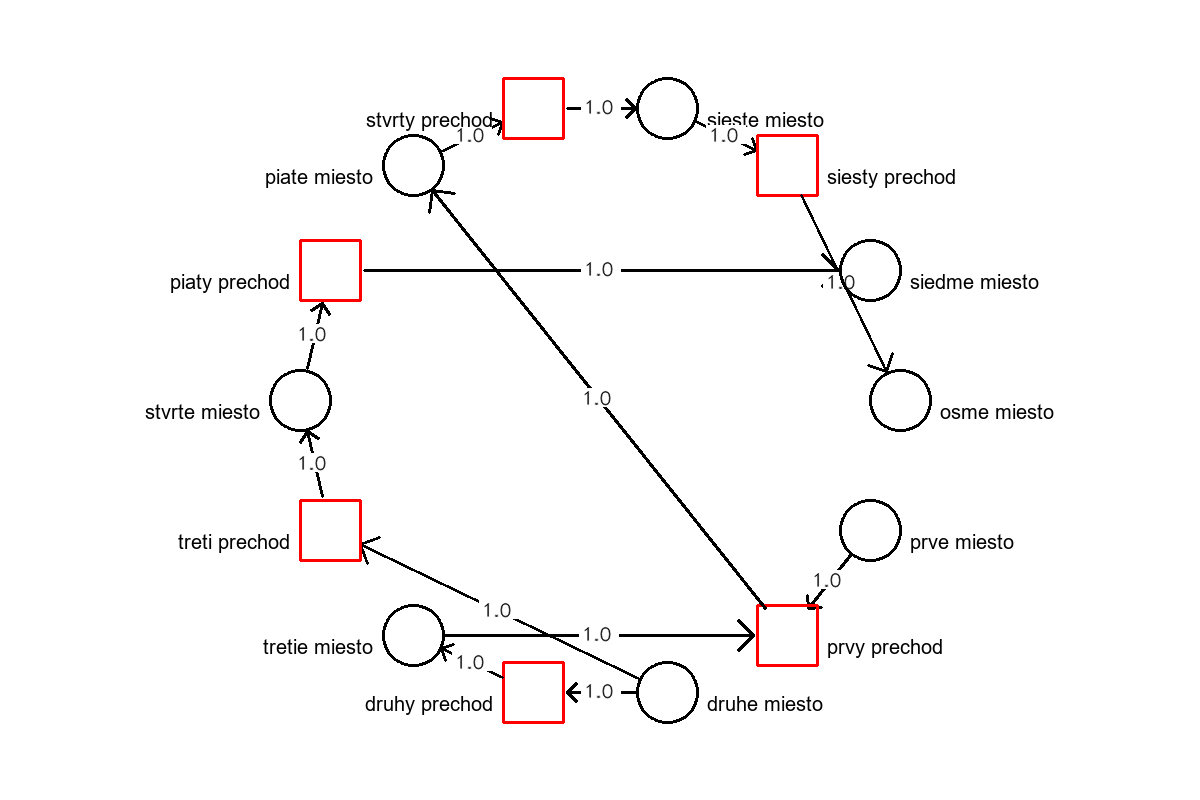 1.0
stvrty prechod
sieste miesto
1.0
1.0
piate miesto
siesty prechod
1.0
piaty prechod
siedme miesto
1.0
1.0
1.0
stvrte miesto
osme miesto
1.0
treti prechod
prve miesto
1.0
1.0
1.0
tretie miesto
prvy prechod
1.0
1.0
druhy prechod
druhe miesto